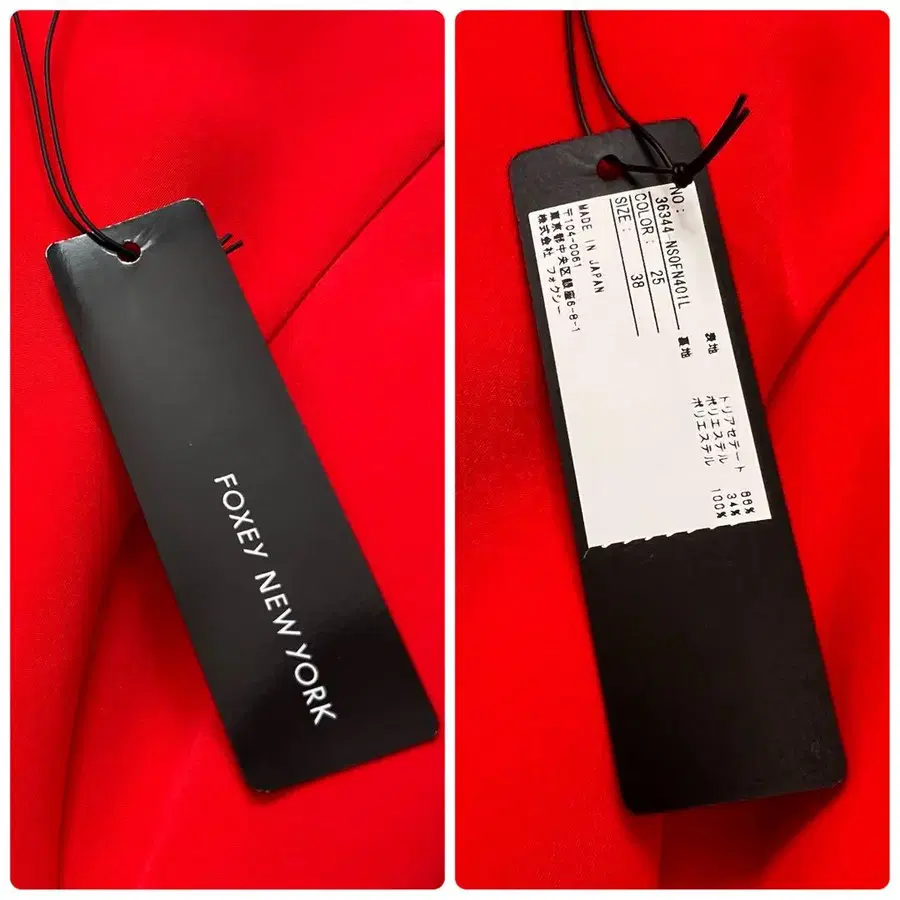 FOXEY NEW YORK
NO:
36344-NSOFN401L
COLOR: 25
SIZE: 38
MADE IN JAPAN
〒104-0061
東京都中央区銀座6-8-1
株式会社 フォクシー
表地 トリアセテート 66%
ポリエステル 34%
裏地 ポリエステル 100%